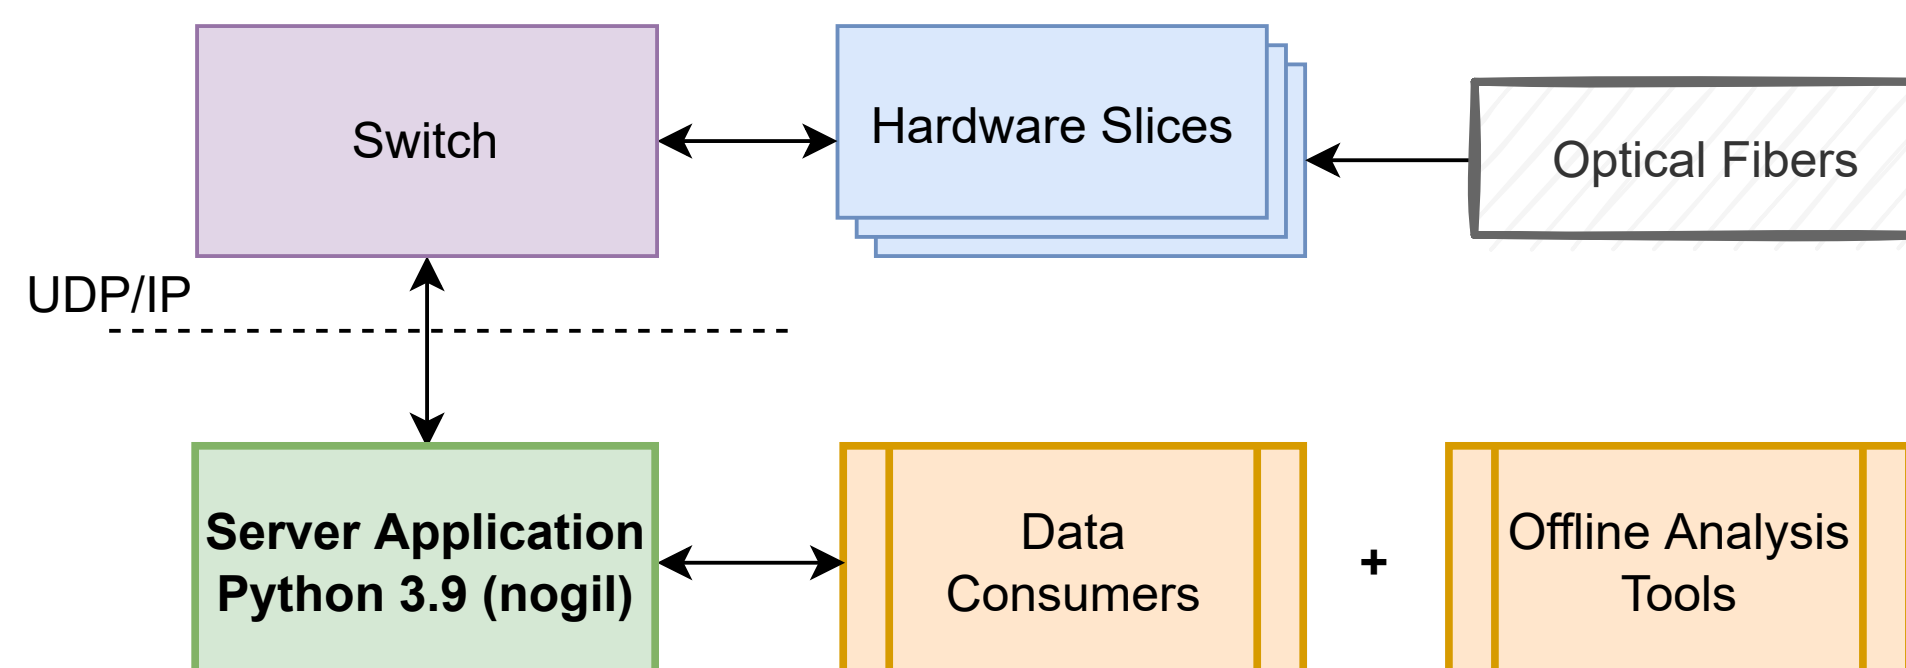 Switch
Hardware Slices
Optical Fibers
UDP/IP
Server Application
Python 3.9 (nogil)
Data
Consumers
+
Offline Analysis
Tools